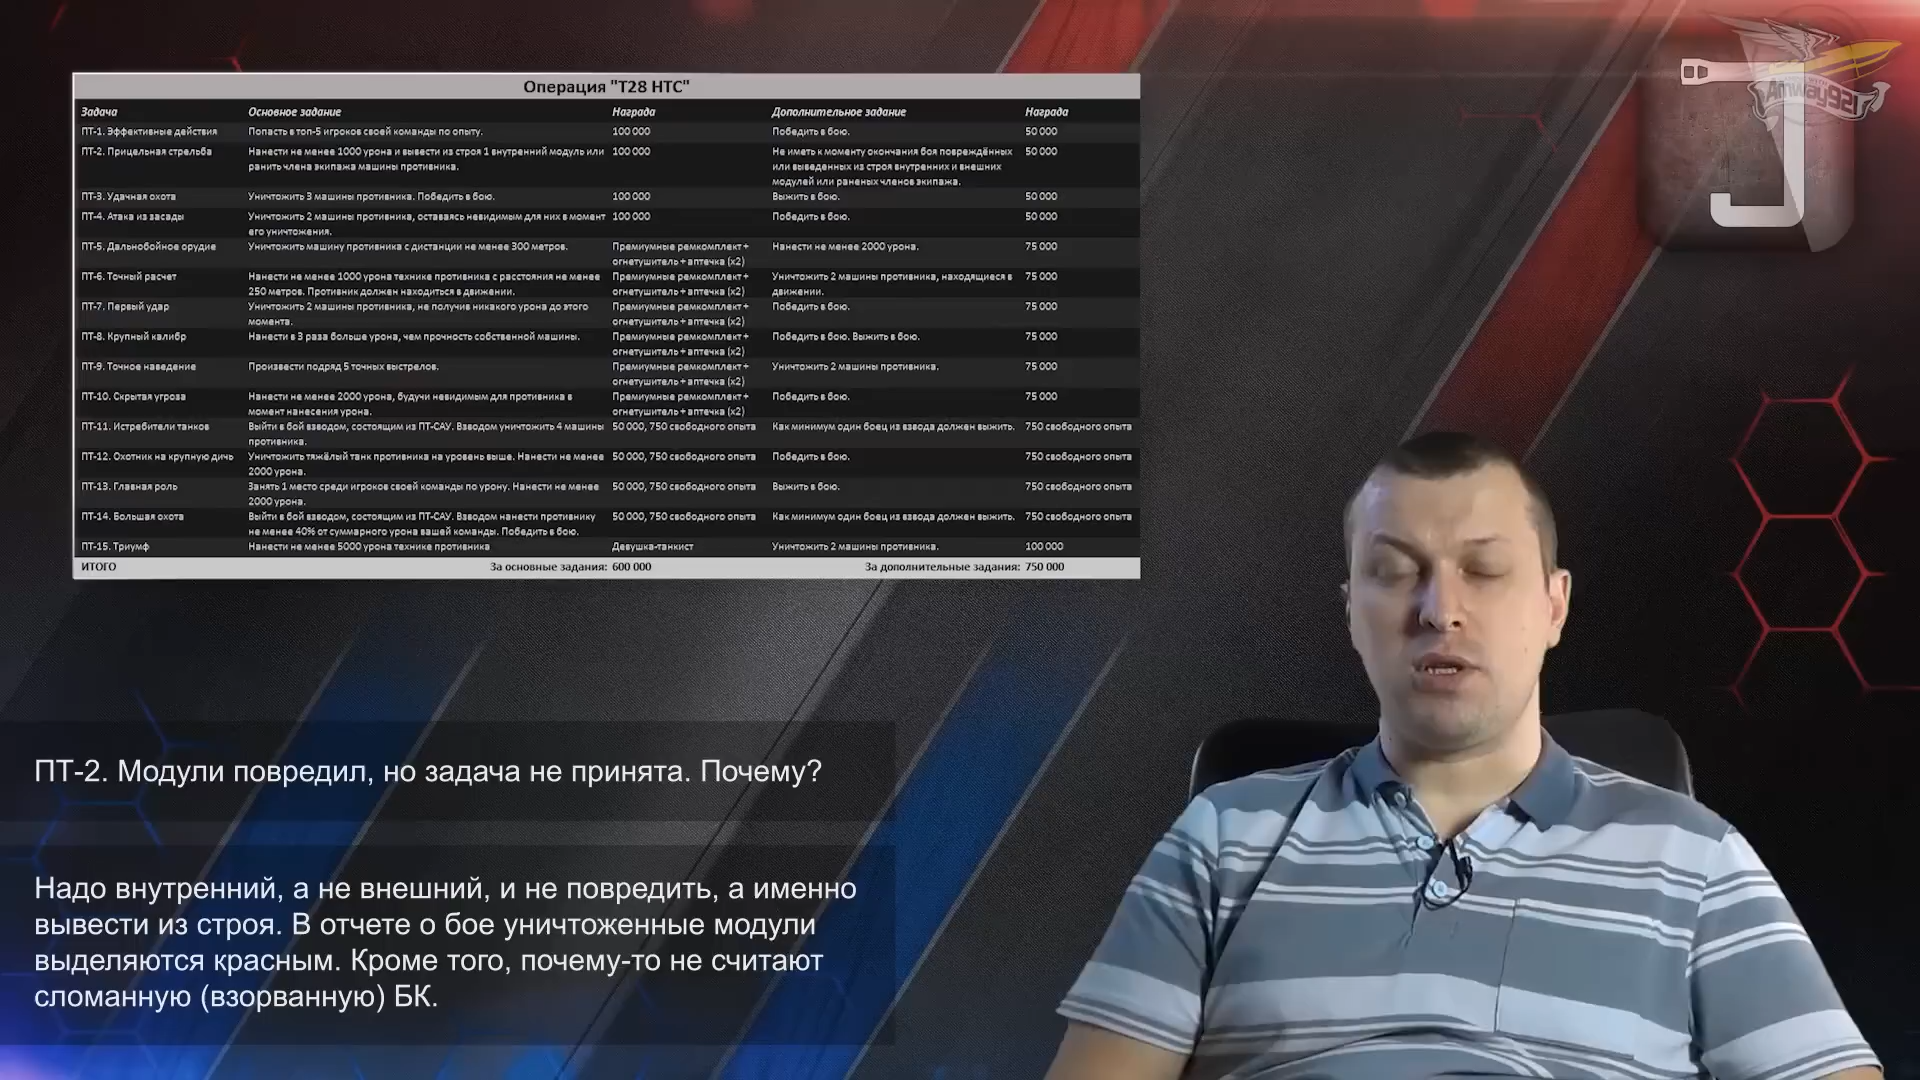 Операция "Т28 HTC"
Задача Основное задание Награда Дополнительное задание Награда
ПТ-1. Эффективные действия Попасть в топ-5 игроков своей команды по опыту. 100 000 Победить в бою. 50 000
ПТ-2. Прицельная стрельба Нанести не менее 1000 урона и вывести из строя 1 внутренний модуль или 100 000 Не иметь к моменту окончания боя повреждённых 50 000
ранить члена экипажа машины противника. или выведенных из строя внутренних и внешних
модулей или раненых членов экипажа.
ПТ-3. Удачная охота Уничтожить 3 машины противника. Победить в бою. 100 000 Выжить в бою. 50 000
ПТ-4. Атака из засады Уничтожить 2 машины противника, оставаясь невидимым для них в момент 100 000 Победить в бою. 50 000
его уничтожения.
ПТ-5. Дальнобойное орудие Уничтожить машину противника с дистанции не менее 300 метров. Премиумные ремкомплект + Нанести не менее 2000 урона. 75 000
огнетушитель + аптечка (x2)
ПТ-6. Точный расчет Нанести не менее 1000 урона технике противника с расстояния не менее Премиумные ремкомплект + Уничтожить 2 машины противника, находящиеся в 75 000
250 метров. Противник должен находиться в движении. огнетушитель + аптечка (x2) движении.
ПТ-7. Первый удар Уничтожить 2 машины противника, не получив никакого урона до этого Премиумные ремкомплект + Победить в бою. 75 000
момента. огнетушитель + аптечка (x2)
ПТ-8. Крупный калибр Нанести в 3 раза больше урона, чем прочность собственной машины. Премиумные ремкомплект + Победить в бою. Выжить в бою. 75 000
огнетушитель + аптечка (x2)
ПТ-9. Точное наведение Произвести подряд 5 точных выстрелов. Премиумные ремкомплект + Уничтожить 2 машины противника. 75 000
огнетушитель + аптечка (x2)
ПТ-10. Скрытая угроза Нанести не менее 2000 урона, будучи невидимым для противника в Премиумные ремкомплект + Победить в бою. 75 000
момент нанесения урона. огнетушитель + аптечка (x2)
ПТ-11. Истребители танков Выйти в бой взводом, состоящим из ПТ-САУ. Взводом уничтожить 4 машины 50 000, 750 свободного опыта Как минимум один боец из взвода должен выжить. 750 свободного опыта
противника.
ПТ-12. Охотник на крупную дичь Уничтожить тяжёлый танк противника на уровень выше. Нанести не менее 50 000, 750 свободного опыта Победить в бою. 750 свободного опыта
2000 урона.
ПТ-13. Главная роль Занять 1 место среди игроков своей команды по урону. Нанести не менее 50 000, 750 свободного опыта Выжить в бою. 750 свободного опыта
2000 урона.
ПТ-14. Большая охота Выйти в бой взводом, состоящим из ПТ-САУ. Взводом нанести противнику 50 000, 750 свободного опыта Как минимум один боец из взвода должен выжить. 750 свободного опыта
не менее 40% от суммарного урона вашей команды. Победить в бою.
ПТ-15. Триумф Нанести не менее 5000 урона технике противника Девушка-танкист Уничтожить 2 машины противника. 100 000
ИТОГО За основные задания: 600 000 За дополнительные задания: 750 000
Amway921
ПТ-2. Модули повредил, но задача не принята. Почему?
Надо внутренний, а не внешний, и не повредить, а именно
вывести из строя. В отчете о бое уничтоженные модули
выделяются красным. Кроме того, почему-то не считают
сломанную (взорванную) БК.